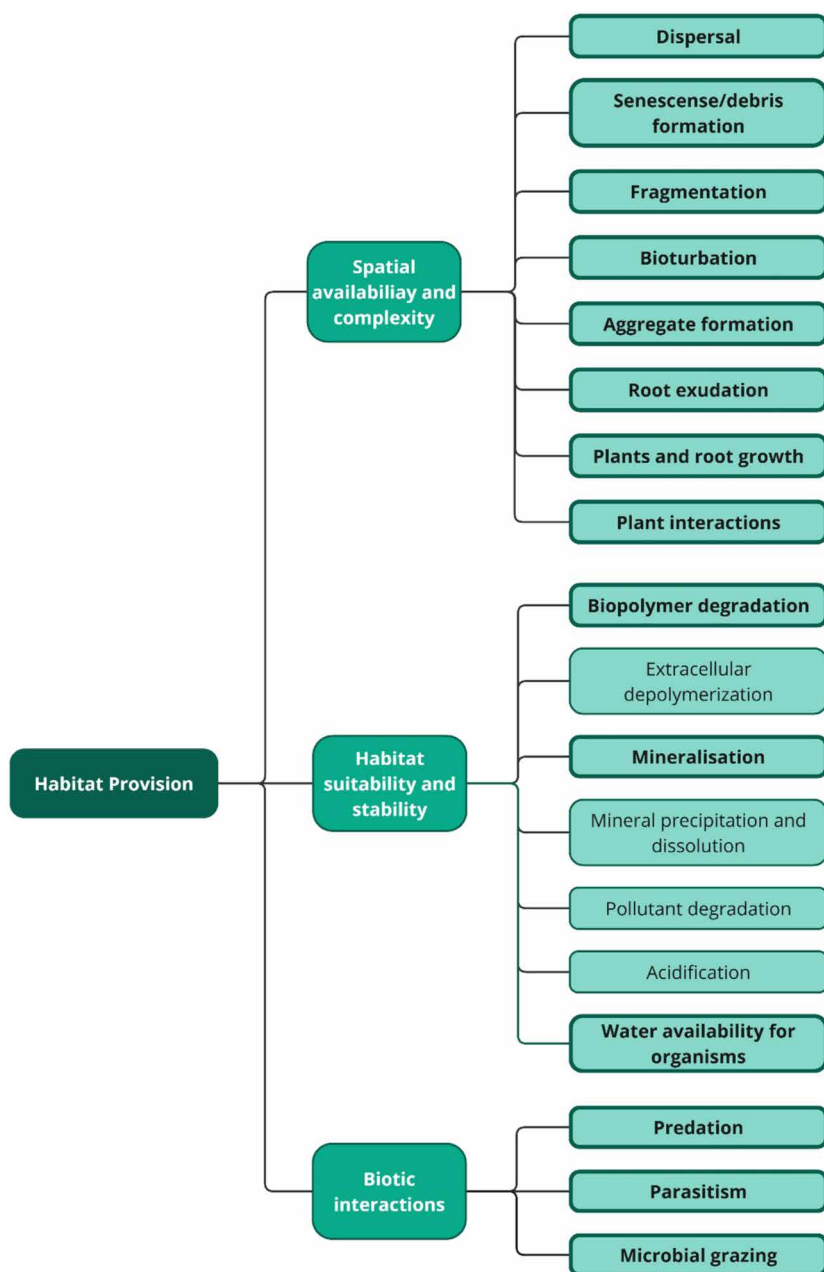 Dispersal
Senescense/debris
formation
Fragmentation
Bioturbation
Spatial
availabiliay and
complexity
Aggregate formation
Root exudation
Plants and root growth
Plant interactions
Biopolymer degradation
Extracellular
depolymerization
Habitat Provision
Habitat
suitability and
stability
Mineralisation
Mineral precipitation and
dissolution
Pollutant degradation
Acidification
Water availability for
organisms
Predation
Biotic
interactions
Parasitism
Microbial grazing